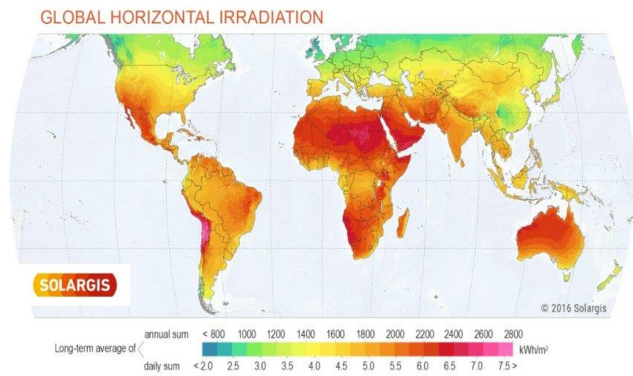 GLOBAL HORIZONTAL IRRADIATION
SOLARGIS
© 2016 Solargis
Long-term average of
annual sum < 800 1000 1200 1400 1600 1800 2000 2200 2400 2600 2800
kWh/m²
daily sum < 2.0 2.5 3.0 3.5 4.0 4.5 5.0 5.5 6.0 6.5 7.0 7.5 >